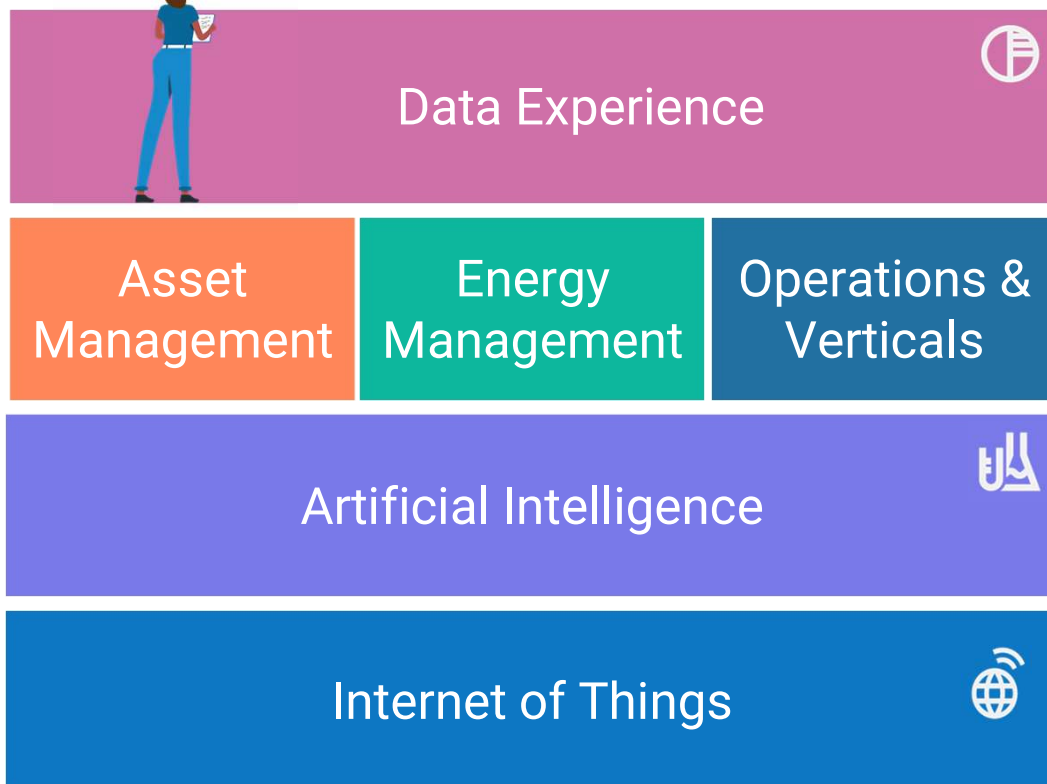 Data Experience
Asset
Management
Energy
Management
Operations &
Verticals
Artificial Intelligence
Internet of Things